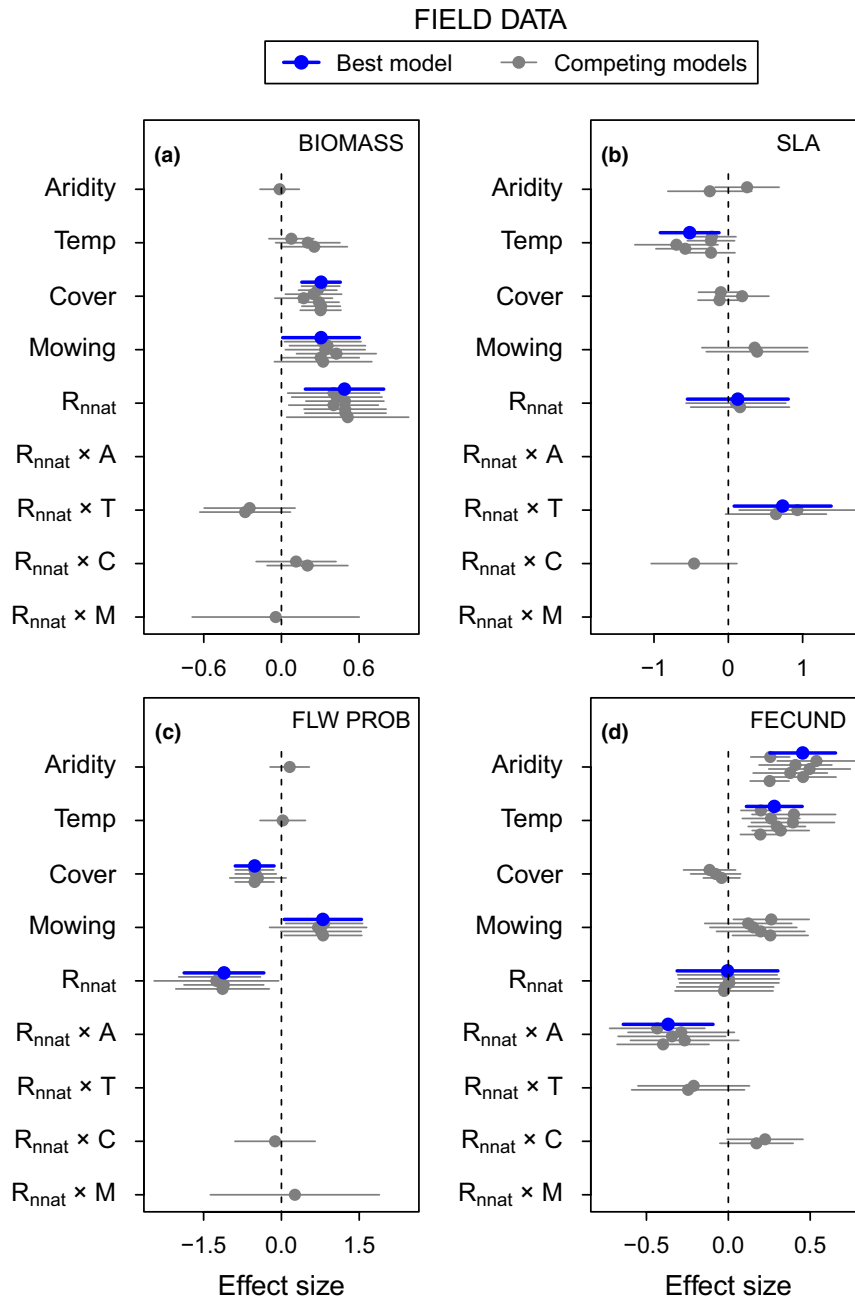 FIELD DATA
Best model Competing models
(a) BIOMASS
Aridity
Temp
Cover
Mowing
Rnnat
Rnnat × A
Rnnat × T
Rnnat × C
Rnnat × M
−0.6 0.0 0.6
(b) SLA
Aridity
Temp
Cover
Mowing
Rnnat
Rnnat × A
Rnnat × T
Rnnat × C
Rnnat × M
−1 0 1
(c) FLW PROB
Aridity
Temp
Cover
Mowing
Rnnat
Rnnat × A
Rnnat × T
Rnnat × C
Rnnat × M
−1.5 0.0 1.5
Effect size
(d) FECUND
Aridity
Temp
Cover
Mowing
Rnnat
Rnnat × A
Rnnat × T
Rnnat × C
Rnnat × M
−0.5 0.0 0.5
Effect size